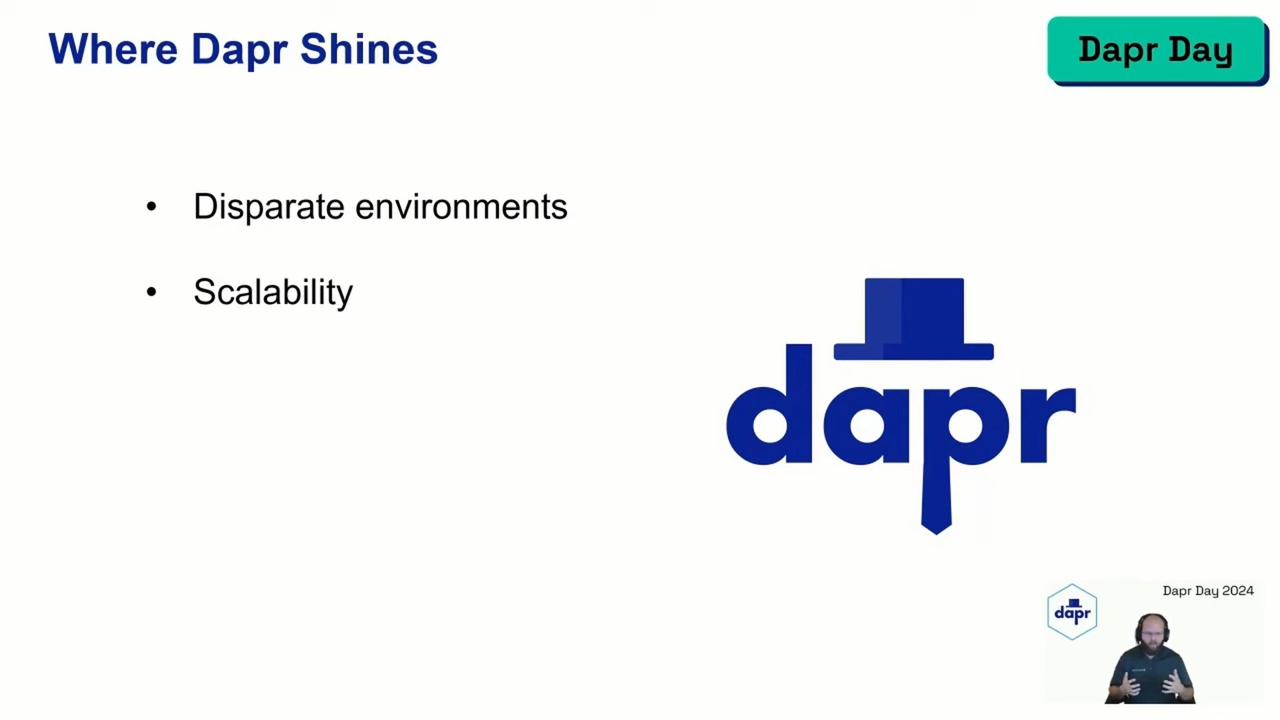 Where Dapr Shines
Dapr Day
• Disparate environments
• Scalability
dapr
Dapr Day 2024
dapr